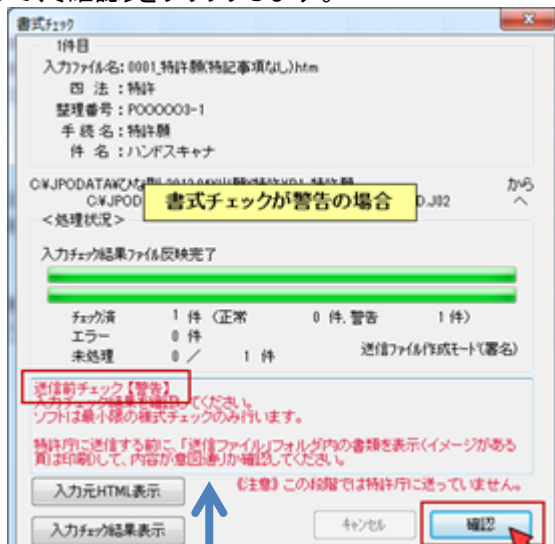 書式チェック
1件目
入力ファイル名: 0001_特許願(特記事項なし)htm
四 法 : 特許
整理番号 : P000003-1
手 続 名 : 特許願
件 名 : ハンドスキャナ
から
C¥JPOD
D.J02
へ
書式チェックが警告の場合
<処理状況>
入力チェック結果ファイル反映完了
チェック済 1 件 (正常 0 件, 警告 1 件)
エラー 0 件
未処理 0 / 1 件 送信ファイル作成モード(署名)
送信前チェック【警告】
入力チェック結果を確認してください。
ソフトは最小限の様式チェックのみ行います。
特許庁に送信する前に、「送信ファイル」フォルダ内の書類を表示(イメージがある
頁は印刷)して、内容が意図通りか確認してください。
入力元HTML表示
《注意》この段階では特許庁に送っていません。
入力チェック結果表示
キャンセル
確認